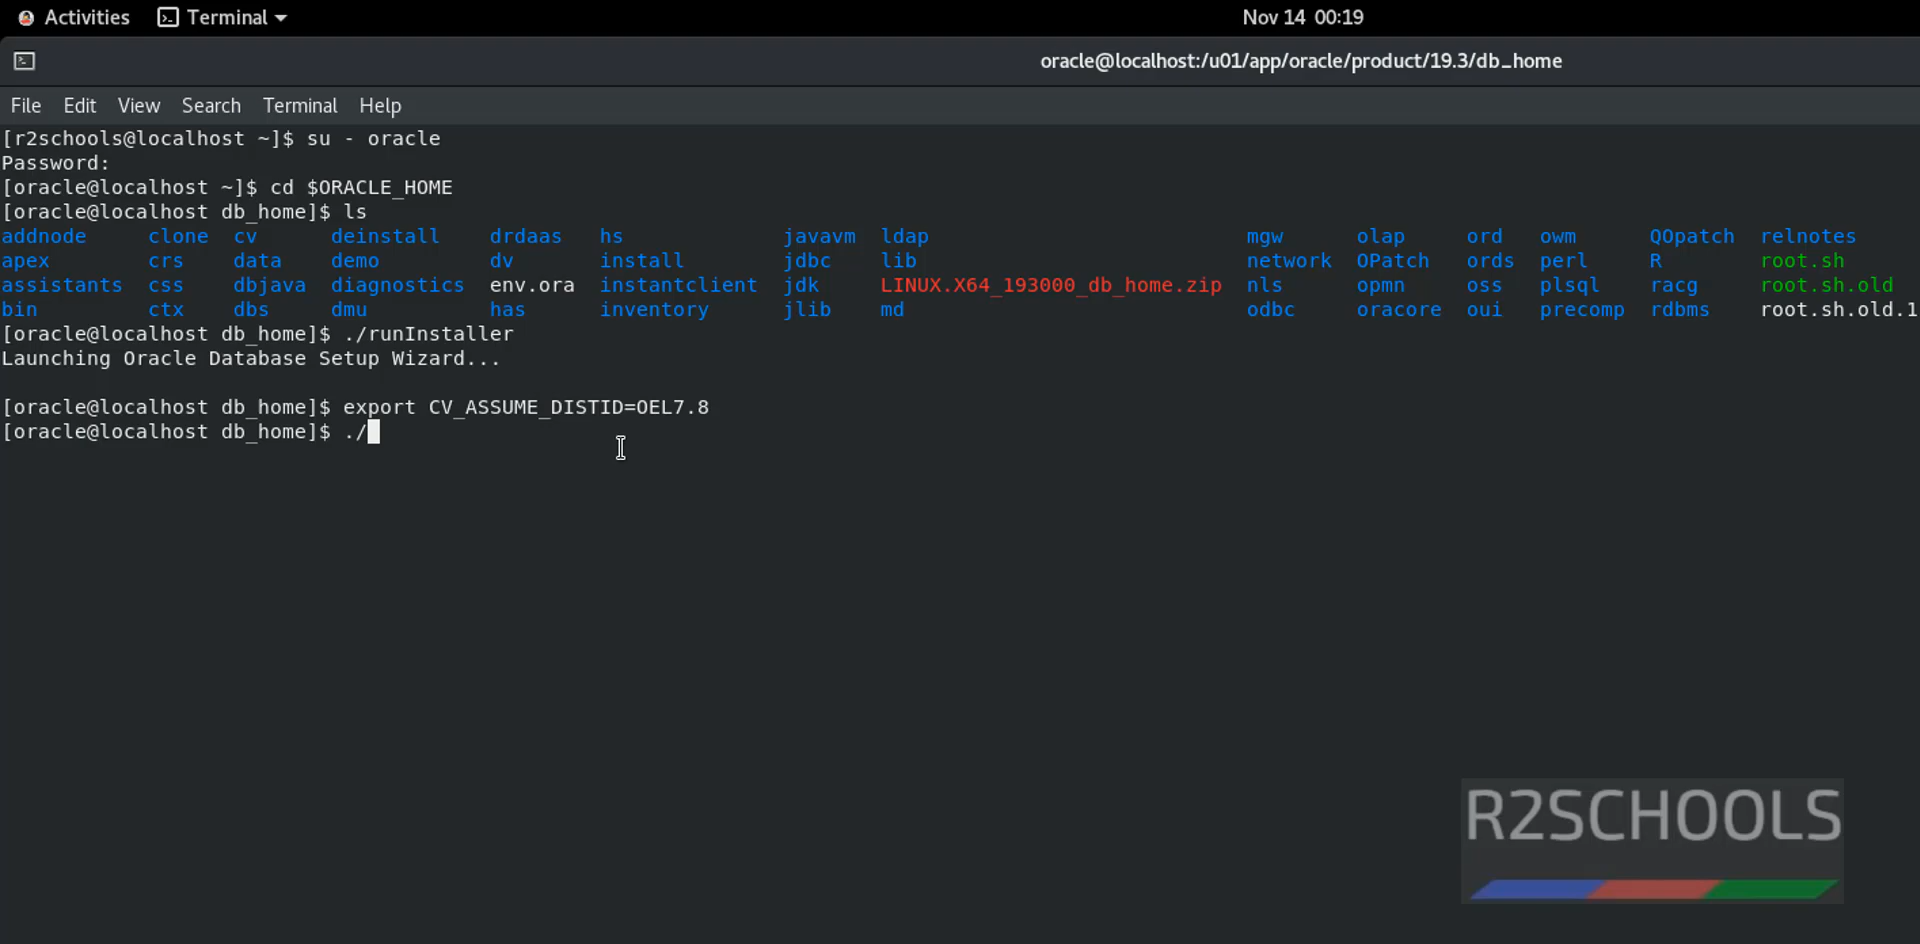 Activities Terminal Nov 14 00:19
oracle@localhost:/u01/app/oracle/product/19.3/db_home
File Edit View Search Terminal Help
[r2schools@localhost ~]$ su - oracle
Password:
[oracle@localhost ~]$ cd $ORACLE_HOME
[oracle@localhost db_home]$ ls
addnode clone cv deinstall drdaas hs javavm ldap mgw olap ord owm QOpatch relnotes
apex crs data demo dv install jdbc lib network OPatch ords perl R root.sh
assistants css dbjava diagnostics env.ora instantclient jdk LINUX.X64_193000_db_home.zip nls opmn oss plsql racg root.sh.old
bin ctx dbs dmu has inventory jlib md odbc oracore oui precomp rdbms root.sh.old.1
[oracle@localhost db_home]$ ./runInstaller
Launching Oracle Database Setup Wizard...
[oracle@localhost db_home]$ export CV_ASSUME_DISTID=OEL7.8
[oracle@localhost db_home]$ ./
R2SCHOOLS